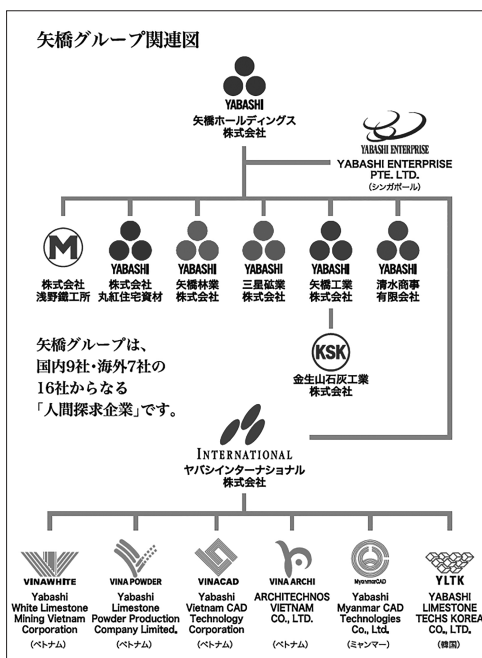 矢橋グループ関連図
YABASHI
矢橋ホールディングス
株式会社
YABASHI ENTERPRISE
YABASHI ENTERPRISE
PTE. LTD.
(シンガポール)
M
株式会社
浅野鐵工所
YABASHI
株式会社
丸紅住宅資材
YABASHI
矢橋林業
株式会社
YABASHI
三星砿業
株式会社
YABASHI
矢橋工業
株式会社
YABASHI
清水商事
有限会社
KSK
金生山石灰工業
株式会社
矢橋グループは、
国内9社・海外7社の
16社からなる
「人間探求企業」です。
INTERNATIONAL
ヤバシインターナショナル
株式会社
VINAWHITE
Yabashi
White Limestone
Mining Vietnam
Corporation
(ベトナム)
VINA POWDER
Yabashi
Limestone
Powder Production
Company Limited.
(ベトナム)
VINACAD
Yabashi
Vietnam CAD
Technology
Corporation
(ベトナム)
VINA ARCHI
ARCHITECHNOS
VIETNAM
CO., LTD.
(ベトナム)
MyanmarCAD
Yabashi
Myanmar CAD
Technologies
Co., Ltd.
(ミャンマー)
YLTK
YABASHI
LIMESTONE
TECHS KOREA
CO., LTD.
(韓国)